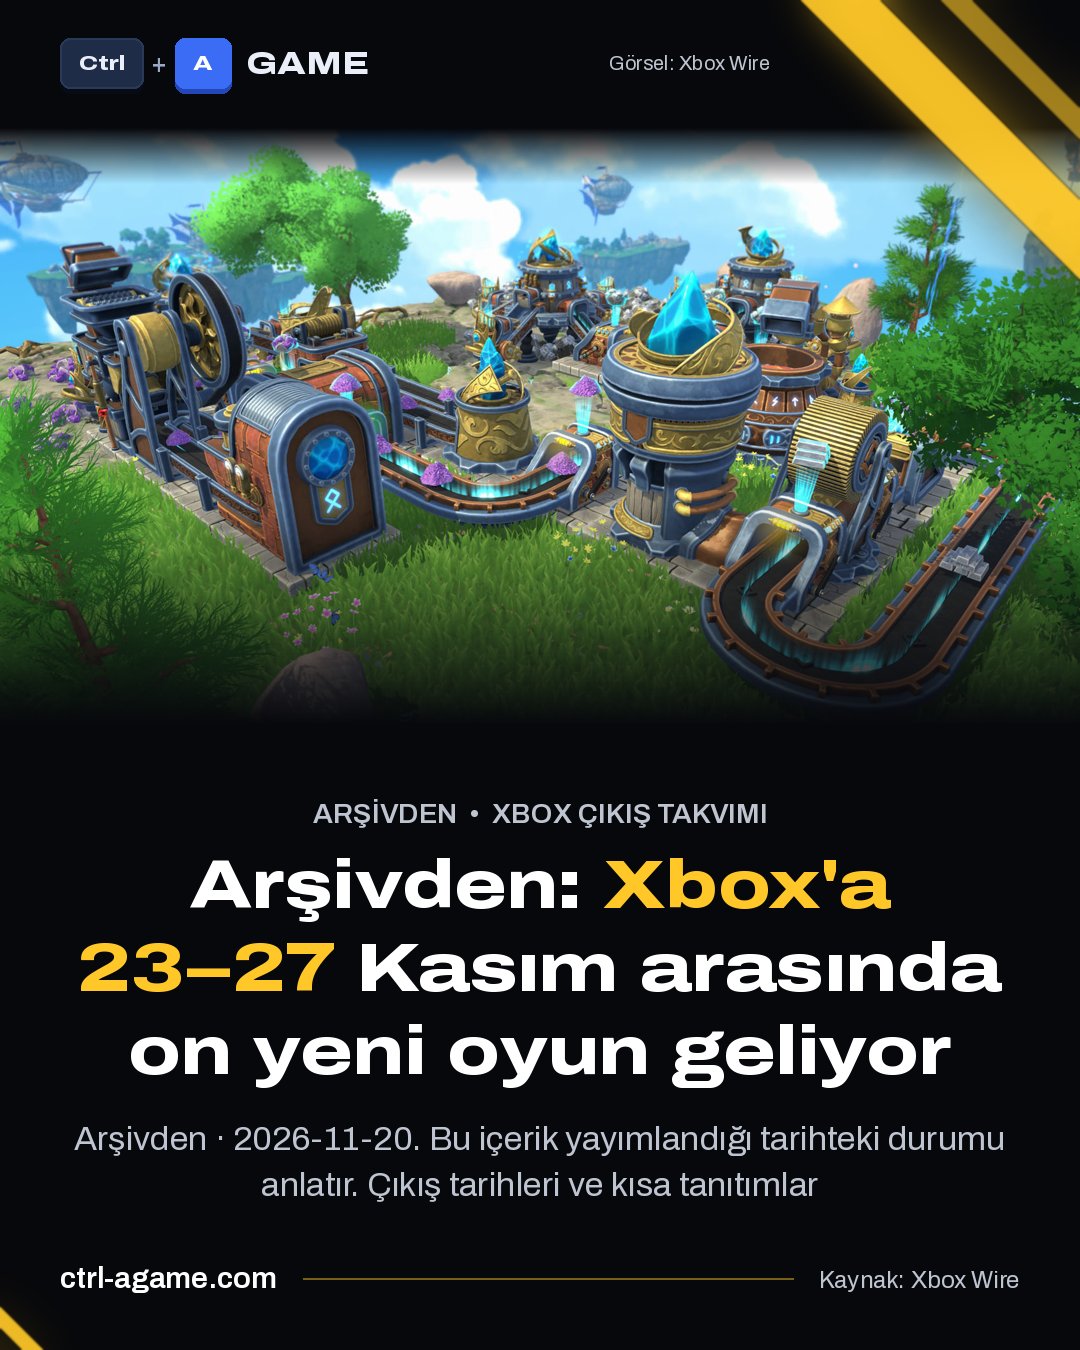 Ctrl + A GAME
Görsel: Xbox Wire
ARŞİVDEN • XBOX ÇIKIŞ TAKVIMI
Arşivden: Xbox'a
23–27 Kasım arasında
on yeni oyun geliyor
Arşivden · 2026-11-20. Bu içerik yayımlandığı tarihteki durumu
anlatır. Çıkış tarihleri ve kısa tanıtımlar
ctrl-agame.com
Kaynak: Xbox Wire